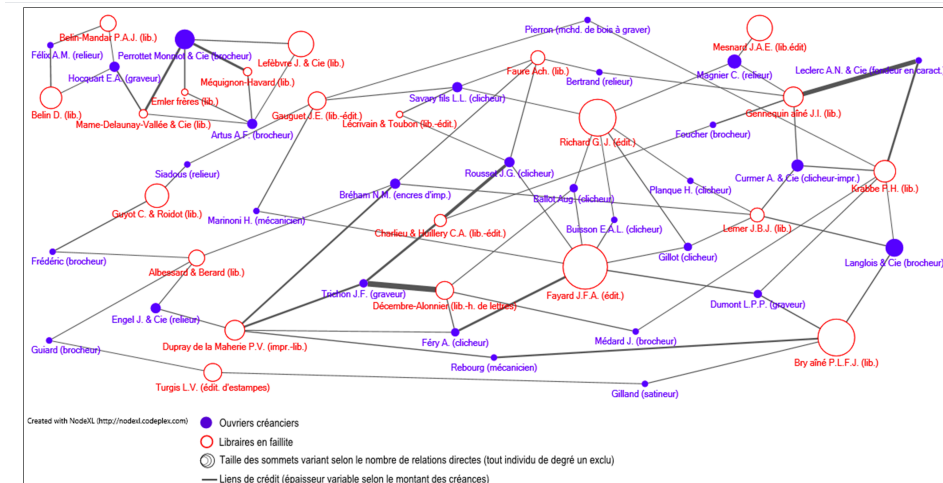 Pierron (mchd. de bois à graver)
Mesnard J.A.E. (lib.édit)
Belin-Mandar P.A.J. (lib.)
Félix A.M. (relieur)
Perrottet Monmot & Cie (brocheur)
Lefèbvre J. & Cie (lib.)
Faure Ach. (lib.)
Magnier C. (relieur)
Leclerc A.N. & Cie (fondeur en caract.)
Hocquart E.A. (graveur)
Méquignon-Havard (lib.)
Bertrand (relieur)
Emler frères (lib.)
Savary fils L.L. (clicheur)
Belin D. (lib.)
Mame-Delaunay-Vallée & Cie (lib.)
Gauguet J.E. (lib.-édit.)
Gennequin aîné J.I. (lib.)
Lécrivain & Toubon (lib.-édit.)
Artus A.F. (brocheur)
Foucher (brocheur)
Richard G. J. (édit.)
Siadous (relieur)
Rousset J.G. (clicheur)
Curmer A. & Cie (clicheur-impr.)
Krabbe P.H. (lib.)
Bréham N.M. (encres d'imp.)
Ballot Aug. (clicheur)
Planque H. (clicheur)
Guyot C. & Roidot (lib.)
Marinoni H. (mécanicien)
Charlieu & Huillery C.A. (lib.-édit.)
Buisson E.A.L. (clicheur)
Lemer J.B.J. (lib.)
Frédéric (brocheur)
Gillot (clicheur)
Langlois & Cie (brocheur)
Albessard & Berard (lib.)
Trichon J.F. (graveur)
Fayard J.F.A. (édit.)
Décembre-Alonnier (lib.-h. de lettres)
Dumont L.P.P. (graveur)
Engel J. & Cie (relieur)
Guiard (brocheur)
Dupray de la Maherie P.V. (impr.-lib.)
Féry A. (clicheur)
Médard J. (brocheur)
Rebourg (mécanicien)
Bry aîné P.L.F.J. (lib.)
Turgis L.V. (édit. d'estampes)
Gilland (satineur)
Created with NodeXL (http://nodexl.codeplex.com)
Ouvriers créanciers
Libraires en faillite
Taille des sommets variant selon le nombre de relations directes (tout individu de degré un exclu)
Liens de crédit (épaisseur variable selon le montant des créances)